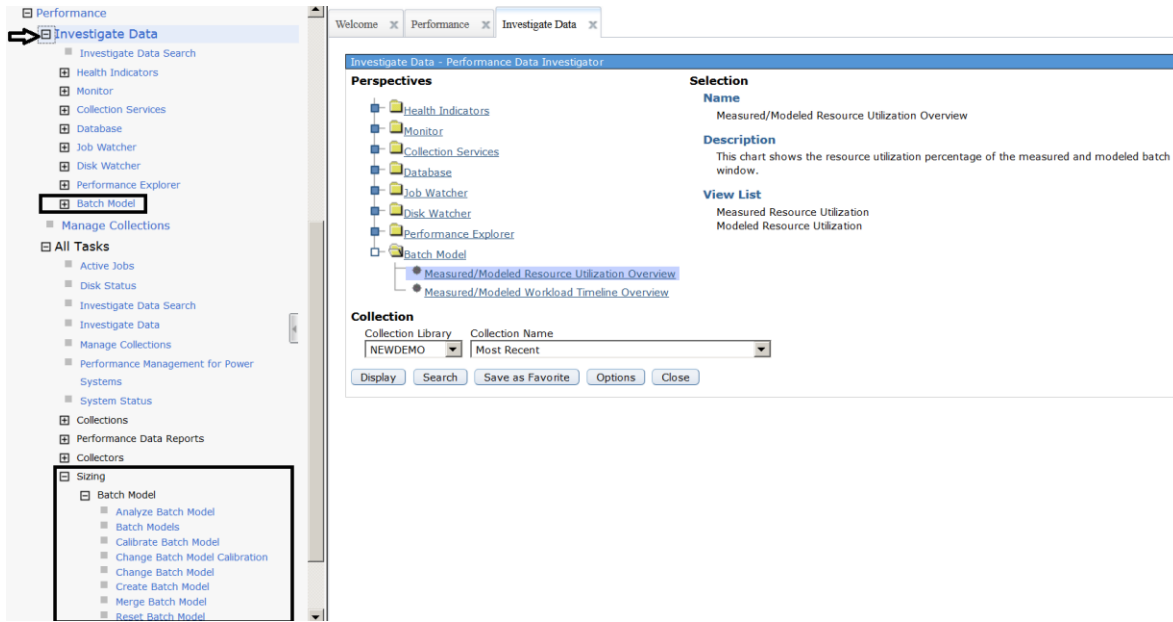 Performance
Investigate Data
Investigate Data Search
Health Indicators
Monitor
Collection Services
Database
Job Watcher
Disk Watcher
Performance Explorer
Batch Model
Manage Collections
All Tasks
Active Jobs
Disk Status
Investigate Data Search
Investigate Data
Manage Collections
Performance Management for Power
Systems
System Status
Collections
Performance Data Reports
Collectors
Sizing
Batch Model
Analyze Batch Model
Batch Models
Calibrate Batch Model
Change Batch Model Calibration
Change Batch Model
Create Batch Model
Merge Batch Model
Reset Batch Model
Welcome Performance Investigate Data
Investigate Data - Performance Data Investigator
Perspectives
Health Indicators
Monitor
Collection Services
Database
Job Watcher
Disk Watcher
Performance Explorer
Batch Model
Measured/Modeled Resource Utilization Overview
Measured/Modeled Workload Timeline Overview
Selection
Name
Measured/Modeled Resource Utilization Overview
Description
This chart shows the resource utilization percentage of the measured and modeled batch
window.
View List
Measured Resource Utilization
Modeled Resource Utilization
Collection
Collection Library Collection Name
NEWDEMO Most Recent
Display Search Save as Favorite Options Close